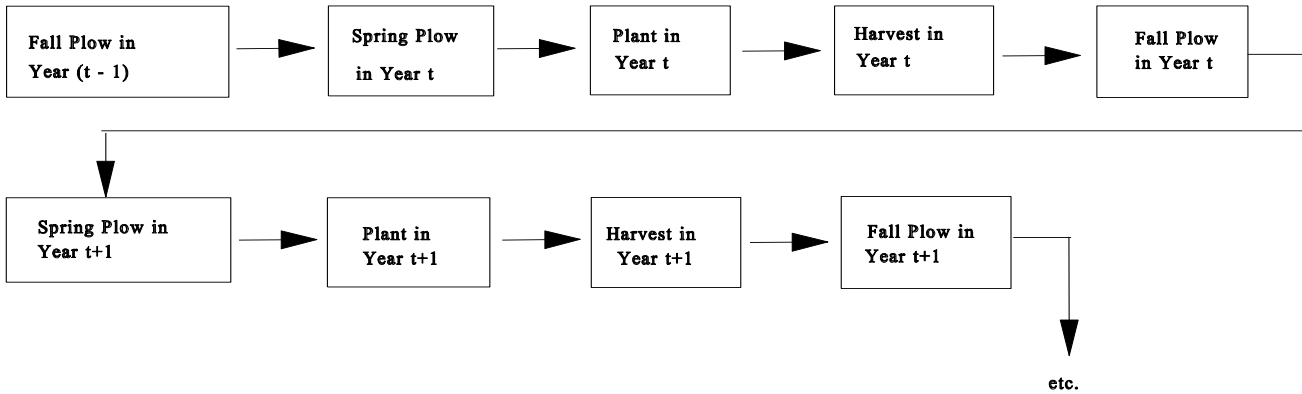 Fall Plow in
Year (t - 1)
Spring Plow
in Year t
Plant in
Year t
Harvest in
Year t
Fall Plow
in Year t
Spring Plow in
Year t+1
Plant in
Year t+1
Harvest in
Year t+1
Fall Plow in
Year t+1
etc.